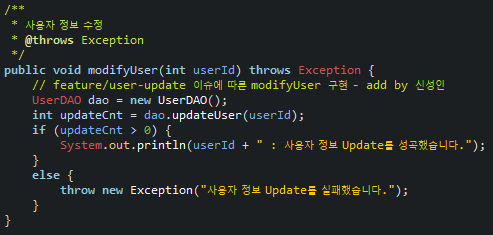 /**
 * 사용자 정보 수정
 * @throws Exception
 */
public void modifyUser(int userId) throws Exception {
    // feature/user-update 이슈에 따른 modifyUser 구현 - add by 신성인
    UserDAO dao = new UserDAO();
    int updateCnt = dao.updateUser(userId);
    if (updateCnt > 0) {
        System.out.println(userId + " : 사용자 정보 Update를 성곡했습니다.");
    }
    else {
        throw new Exception("사용자 정보 Update를 실패했습니다.");
    }
}